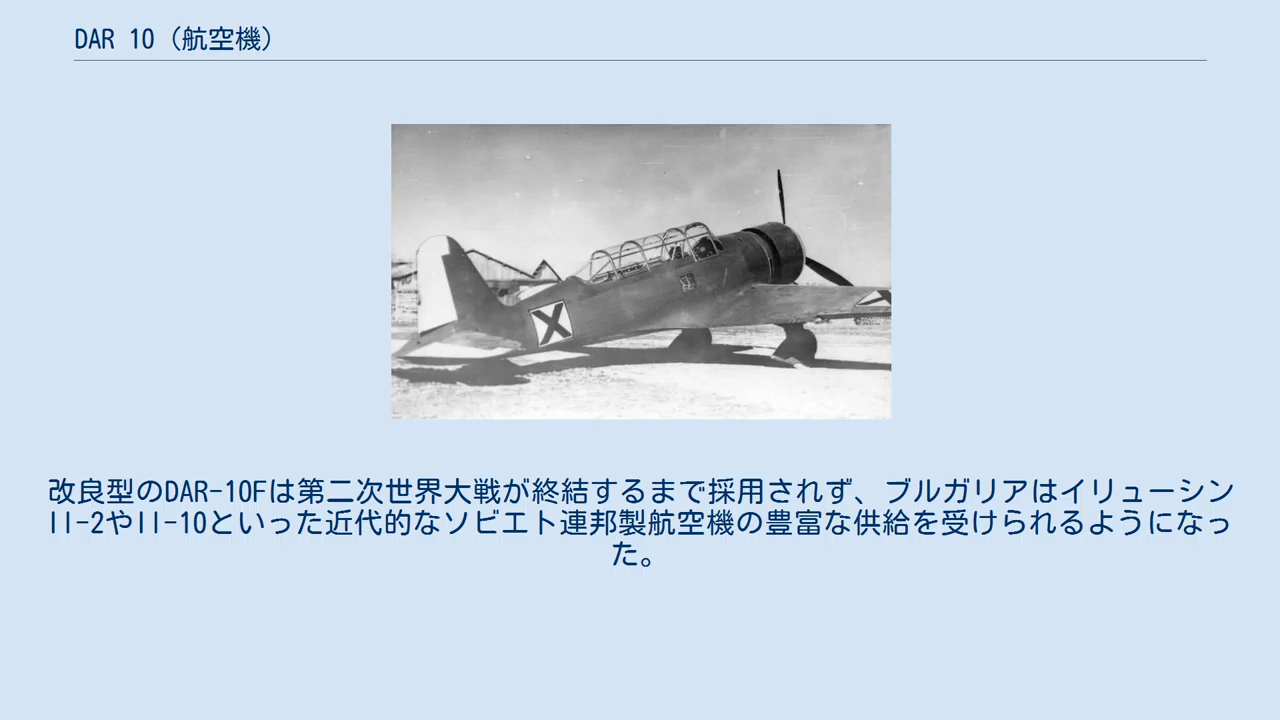 DAR 10（航空機）
改良型のDAR-10Fは第二次世界大戦が終結するまで採用されず、ブルガリアはイリューシン
Il-2やIl-10といった近代的なソビエト連邦製航空機の豊富な供給を受けられるようになっ
た。